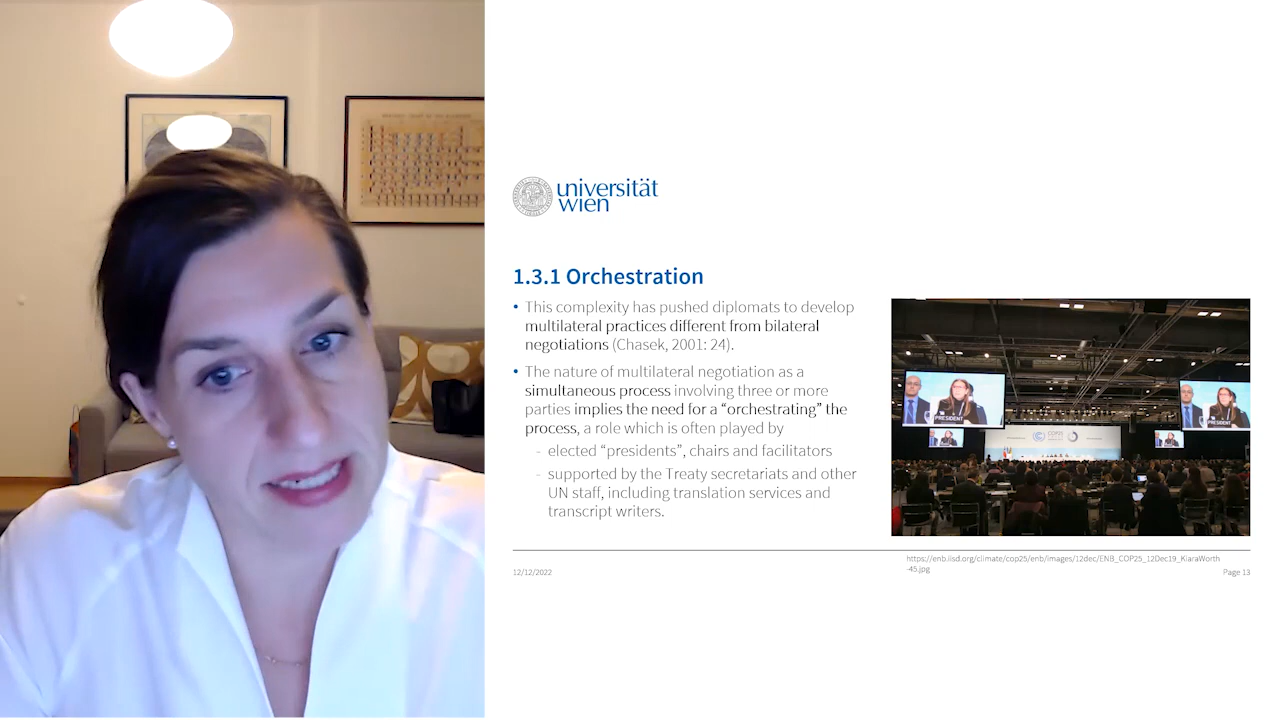 universität
wien
1.3.1 Orchestration
• This complexity has pushed diplomats to develop
multilateral practices different from bilateral
negotiations (Chasek, 2001: 24).
• The nature of multilateral negotiation as a
simultaneous process involving three or more
parties implies the need for a “orchestrating” the
process, a role which is often played by
- elected “presidents”, chairs and facilitators
- supported by the Treaty secretariats and other
UN staff, including translation services and
transcript writers.
PRESIDENT
PRESIDENT
https://enb.iisd.org/climate/cop25/enb/images/12dec/ENB_COP25_12Dec19_KiaraWorth
-45.jpg
12/12/2022
Page 13